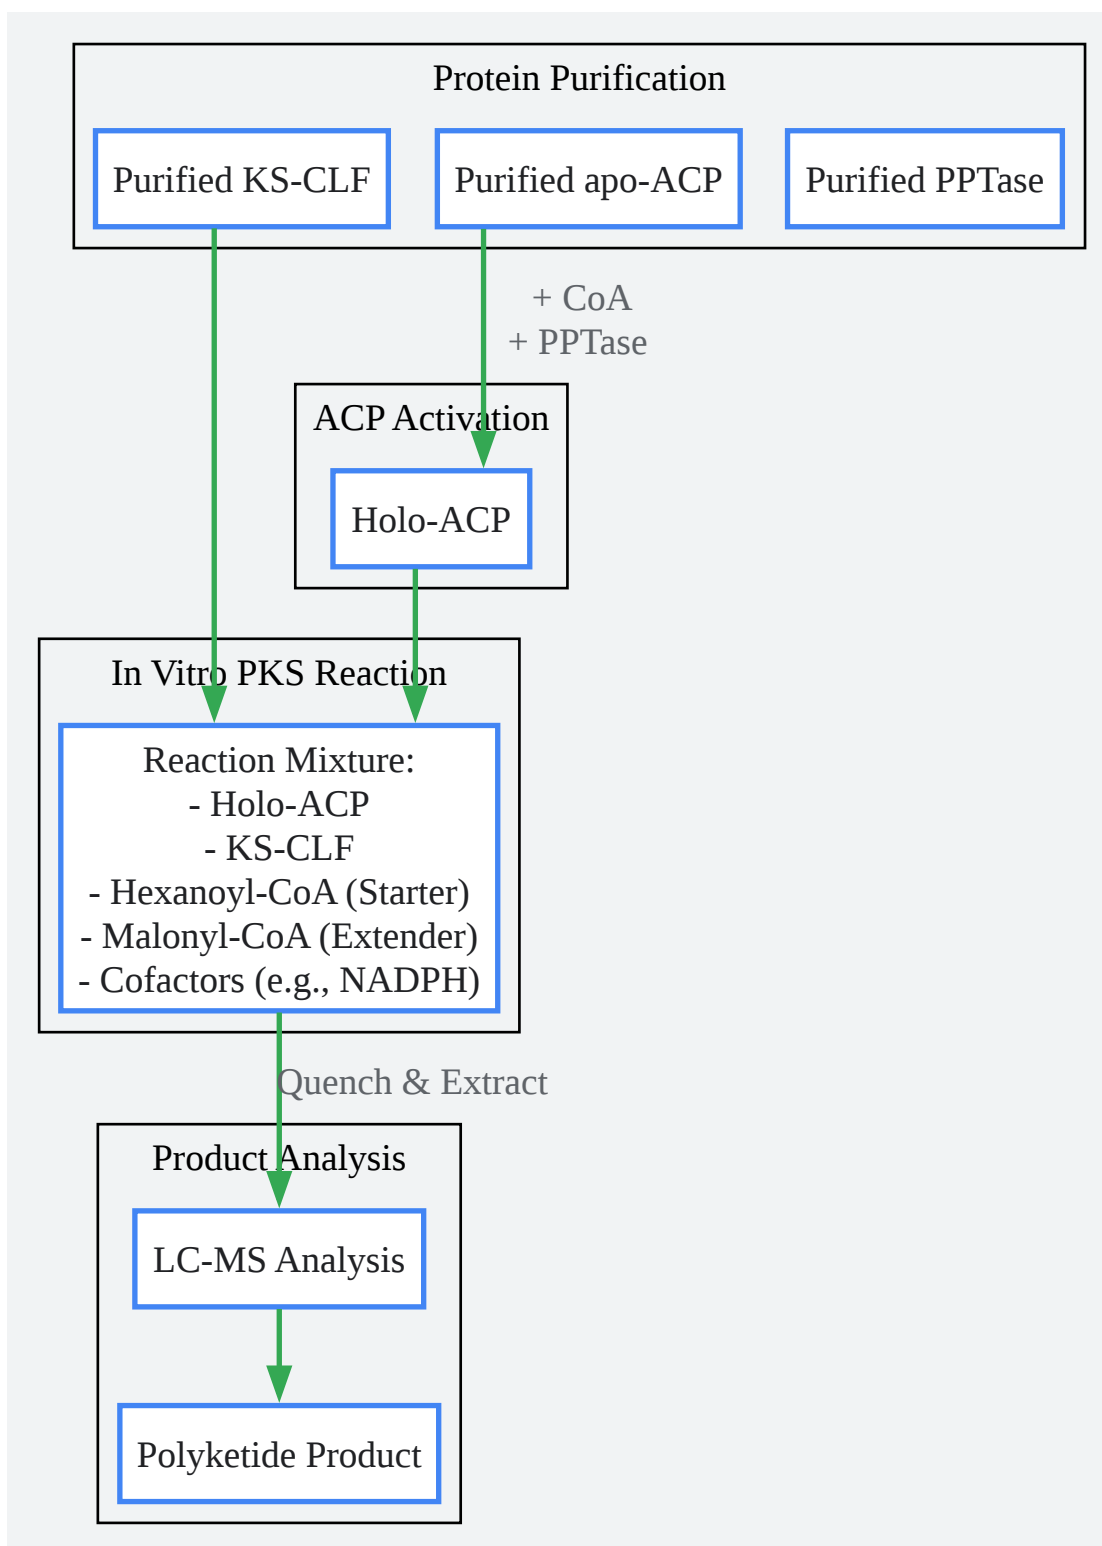 Protein Purification
Purified KS-CLF
Purified apo-ACP
Purified PPTase
+ CoA
+ PPTase
ACP Activation
Holo-ACP
In Vitro PKS Reaction
Reaction Mixture:
- Holo-ACP
- KS-CLF
- Hexanoyl-CoA (Starter)
- Malonyl-CoA (Extender)
- Cofactors (e.g., NADPH)
Quench & Extract
Product Analysis
LC-MS Analysis
Polyketide Product